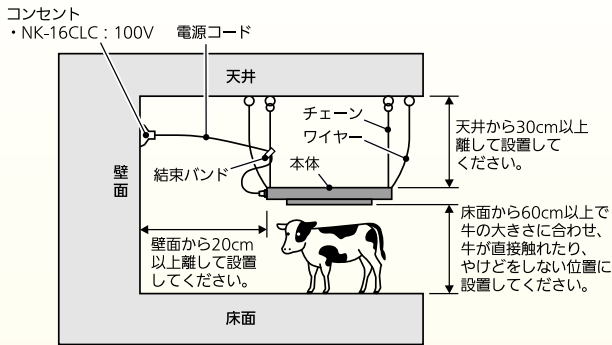 コンセント
・NK-16CLC：100V
電源コード
天井
チェーン
ワイヤー
天井から30cm以上
離して設置して
ください。
結束バンド
本体
壁面
壁面から20cm
以上離して設置
してください。
床面から60cm以上で
牛の大きさに合わせ、
牛が直接触れたり、
やけどをしない位置に
設置してください。
床面